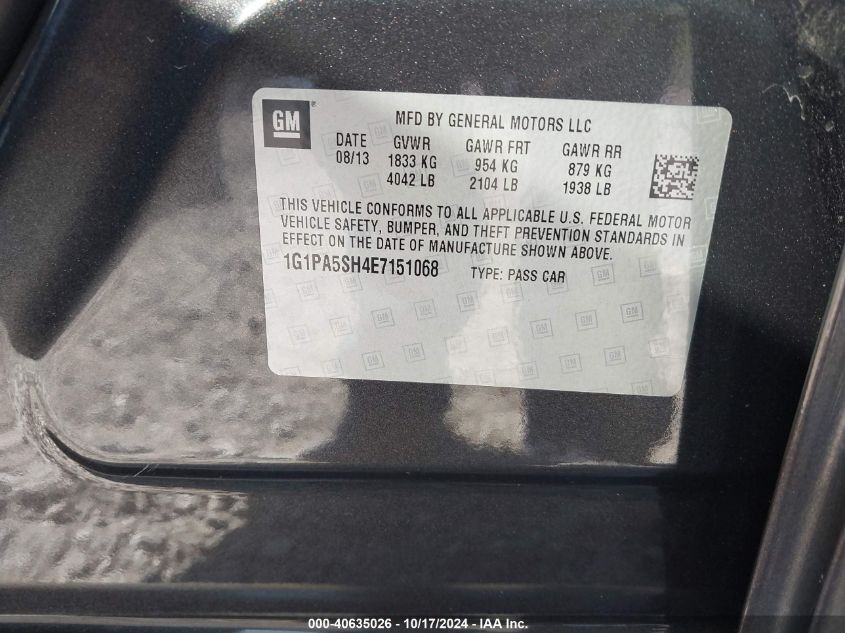 GM ®
MFD BY GENERAL MOTORS LLC
DATE GVWR GAWR FRT GAWR RR
08/13 1833 KG 954 KG 879 KG
4042 LB 2104 LB 1938 LB
THIS VEHICLE CONFORMS TO ALL APPLICABLE U.S. FEDERAL MOTOR
VEHICLE SAFETY, BUMPER, AND THEFT PREVENTION STANDARDS IN
EFFECT ON THE DATE OF MANUFACTURE SHOWN ABOVE.
1G1PA5SH4E7151068 TYPE: PASS CAR
000-40635026 - 10/17/2024 - IAA Inc.